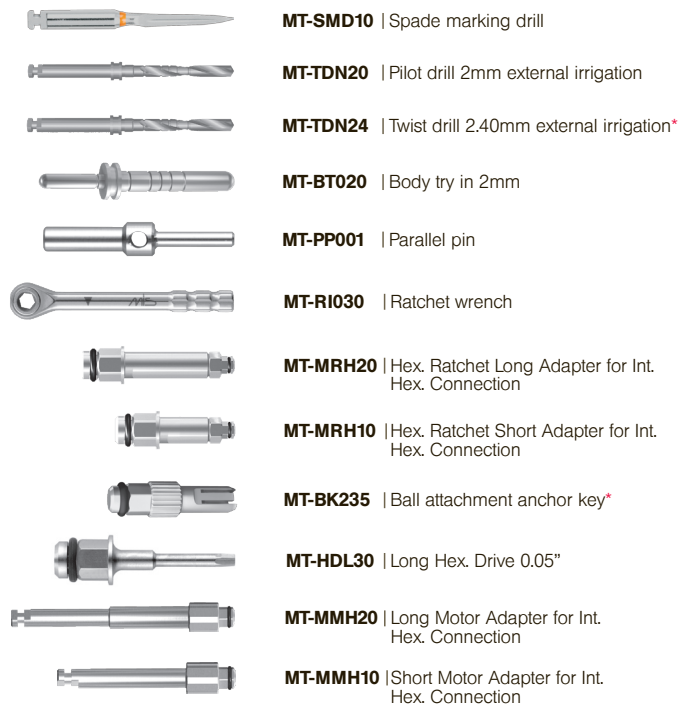 MT-SMD10 | Spade marking drill
MT-TDN20 | Pilot drill 2mm external irrigation
MT-TDN24 | Twist drill 2.40mm external irrigation*
MT-BT020 | Body try in 2mm
MT-PP001 | Parallel pin
MIS
MT-RI030 | Ratchet wrench
MT-MRH20 | Hex. Ratchet Long Adapter for Int.
Hex. Connection
MT-MRH10 | Hex. Ratchet Short Adapter for Int.
Hex. Connection
MT-BK235 | Ball attachment anchor key*
MT-HDL30 | Long Hex. Drive 0.05”
MT-MMH20 | Long Motor Adapter for Int.
Hex. Connection
MT-MMH10 | Short Motor Adapter for Int.
Hex. Connection